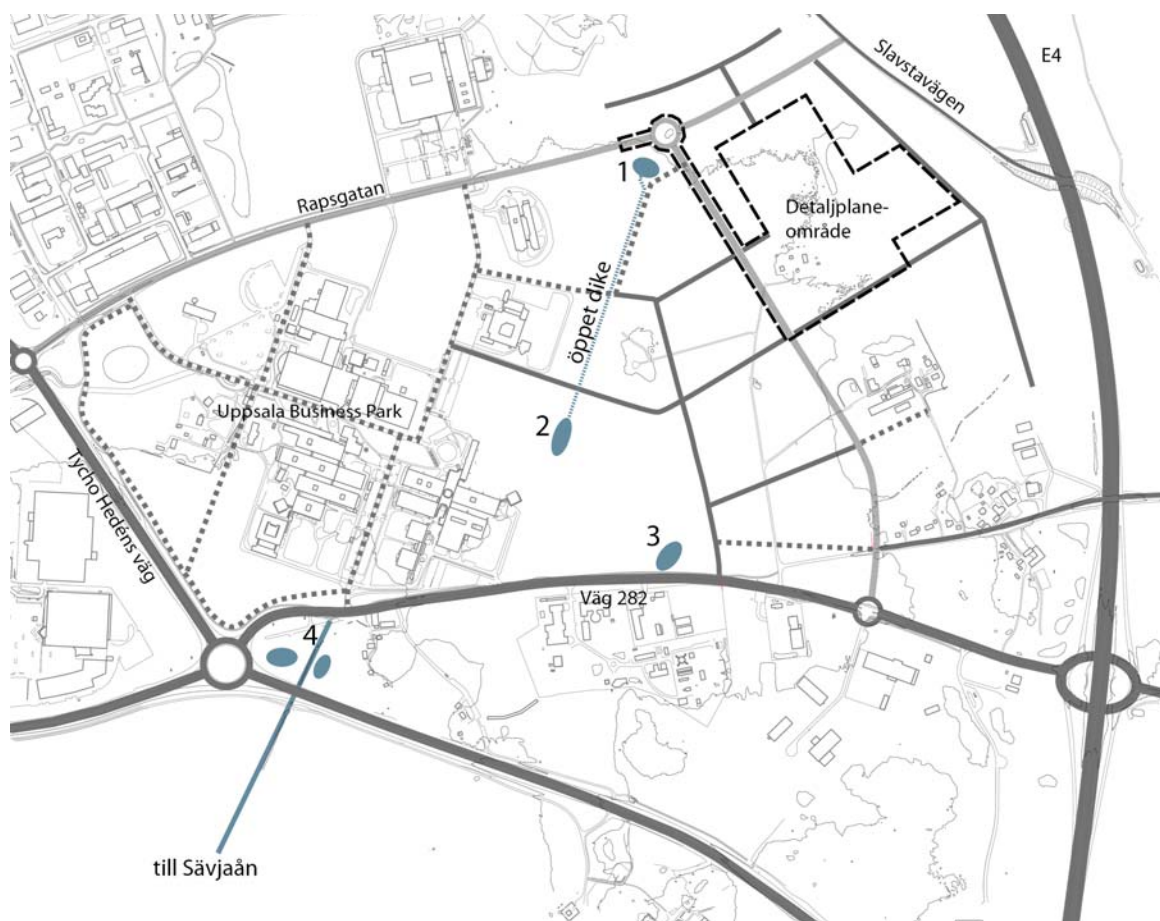 E4
Slavstavägen
1
Rapsgatan
Detaljplane-
område
öppet dike
Uppsala Business Park
2
Tycho Hedéns väg
3
Väg 282
4
till Sävjaån